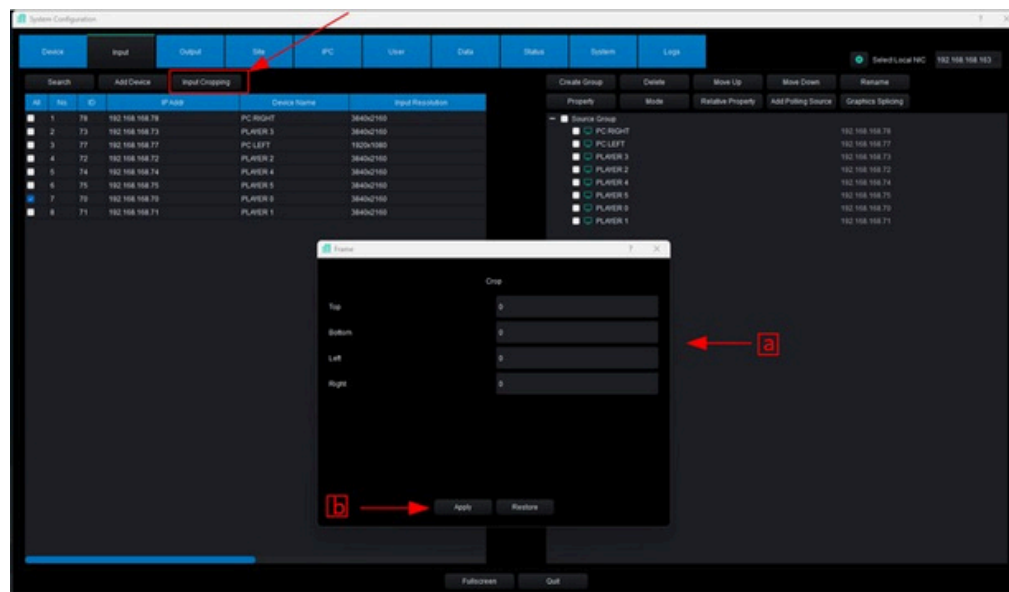 System Configuration
Device Input Output Site IPC User Data Status System Logs
Select Local NIC 192.168.168.163
Search Add Device Input Cropping
Create Group Delete Move Up Move Down Rename
All No. ID IP Addr Device Name Input Resolution
Property Mode Relative Property Add Polling Source Graphics Splicing
1 78 192.168.168.78 PC RIGHT 3840x2160
2 73 192.168.168.73 PLAYER 3 3840x2160
3 77 192.168.168.77 PC LEFT 1920x1080
4 72 192.168.168.72 PLAYER 2 3840x2160
5 74 192.168.168.74 PLAYER 4 3840x2160
6 75 192.168.168.75 PLAYER 5 3840x2160
7 70 192.168.168.70 PLAYER 0 3840x2160
8 71 192.168.168.71 PLAYER 1 3840x2160
Source Group
PC RIGHT 192.168.168.78
PC LEFT 192.168.168.77
PLAYER 3 192.168.168.73
PLAYER 2 192.168.168.72
PLAYER 4 192.168.168.74
PLAYER 5 192.168.168.75
PLAYER 0 192.168.168.70
PLAYER 1 192.168.168.71
Frame ? X
Crop
Top 0
Bottom 0
Left 0
Right 0
a
b
Apply Restore
Fullscreen Quit